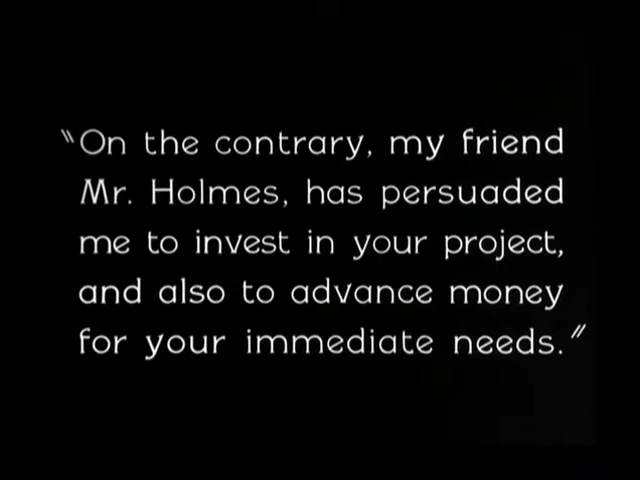 "On the contrary, my friend
Mr. Holmes, has persuaded
me to invest in your project,
and also to advance money
for your immediate needs."